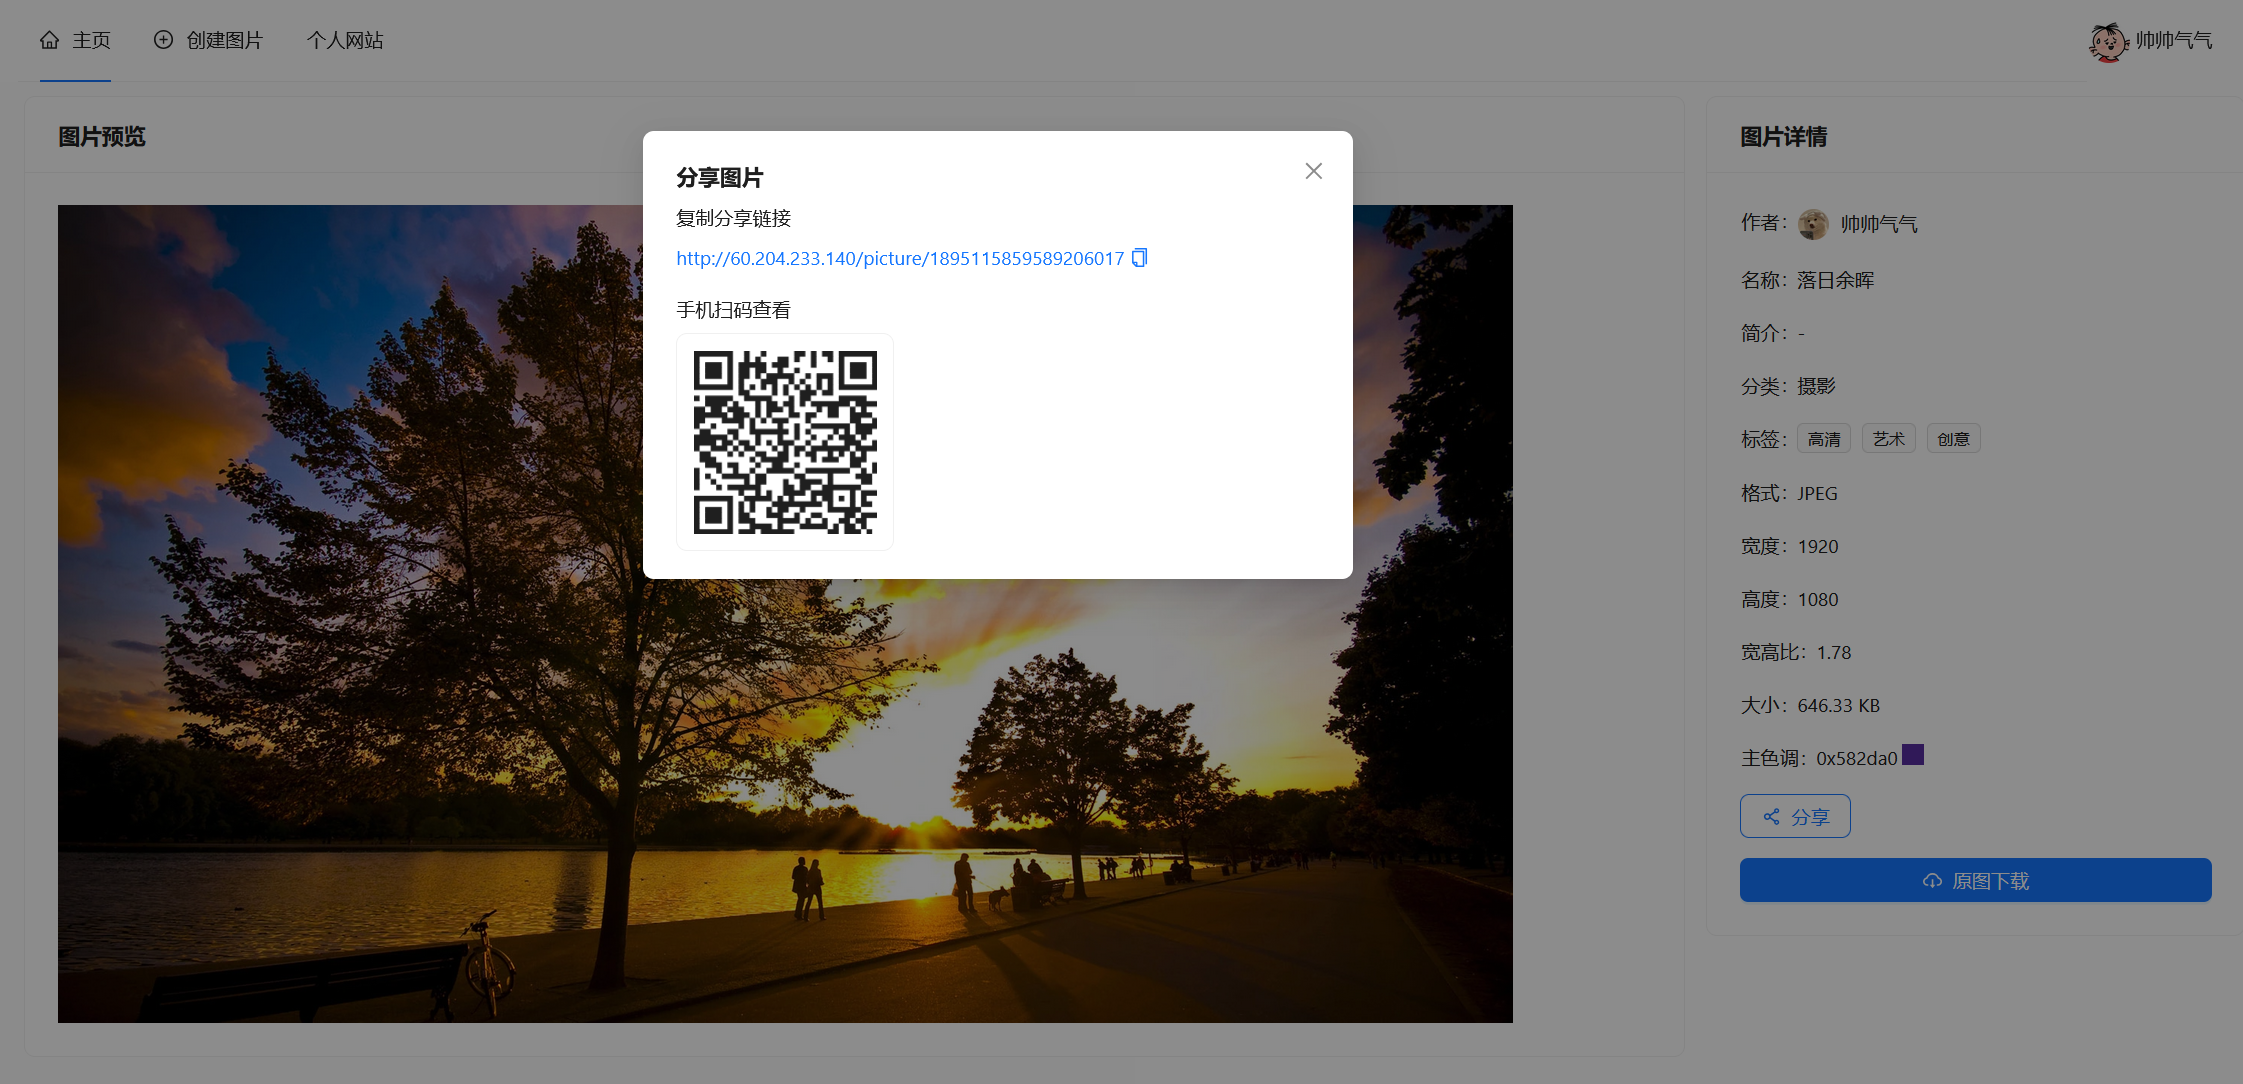 主页 创建图片 个人网站 帅帅气气
图片预览
分享图片
复制分享链接
http://60.204.233.140/picture/1895115859589206017
手机扫码查看
图片详情
作者： 帅帅气气
名称：落日余晖
简介：-
分类：摄影
标签： 高清 艺术 创意
格式：JPEG
宽度：1920
高度：1080
宽高比：1.78
大小：646.33 KB
主色调：0x582da0
分享
原图下载